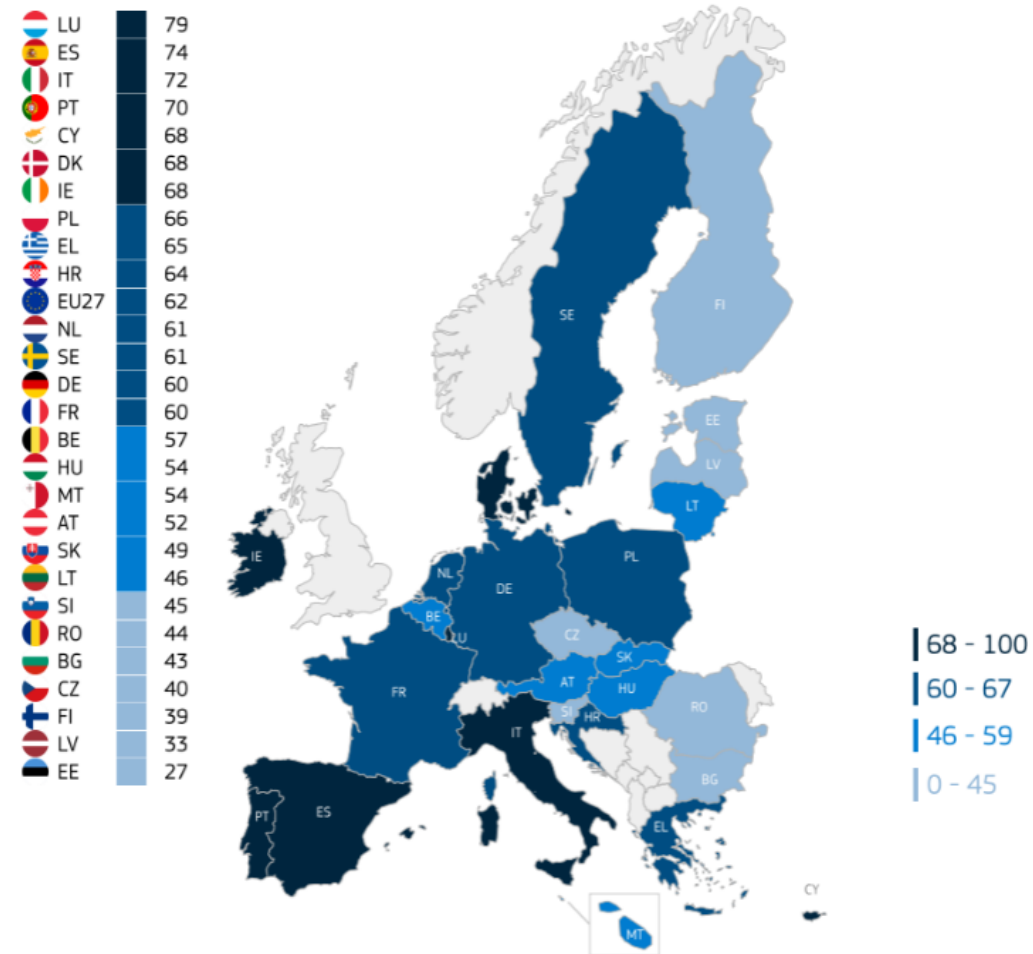 LU 79
ES 74
IT 72
PT 70
CY 68
DK 68
IE 68
PL 66
EL 65
HR 64
EU27 62
NL 61
SE 61
DE 60
FR 60
BE 57
HU 54
MT 54
AT 52
SK 49
LT 46
SI 45
RO 44
BG 43
CZ 40
FI 39
LV 33
EE 27
FI
SE
EE
LV
LT
IE
PL
NL
DE
BE
LU
CZ
SK
AT
HU
FR
RO
SI
HR
IT
BG
ES
PT
EL
CY
MT
68 - 100
60 - 67
46 - 59
0 - 45